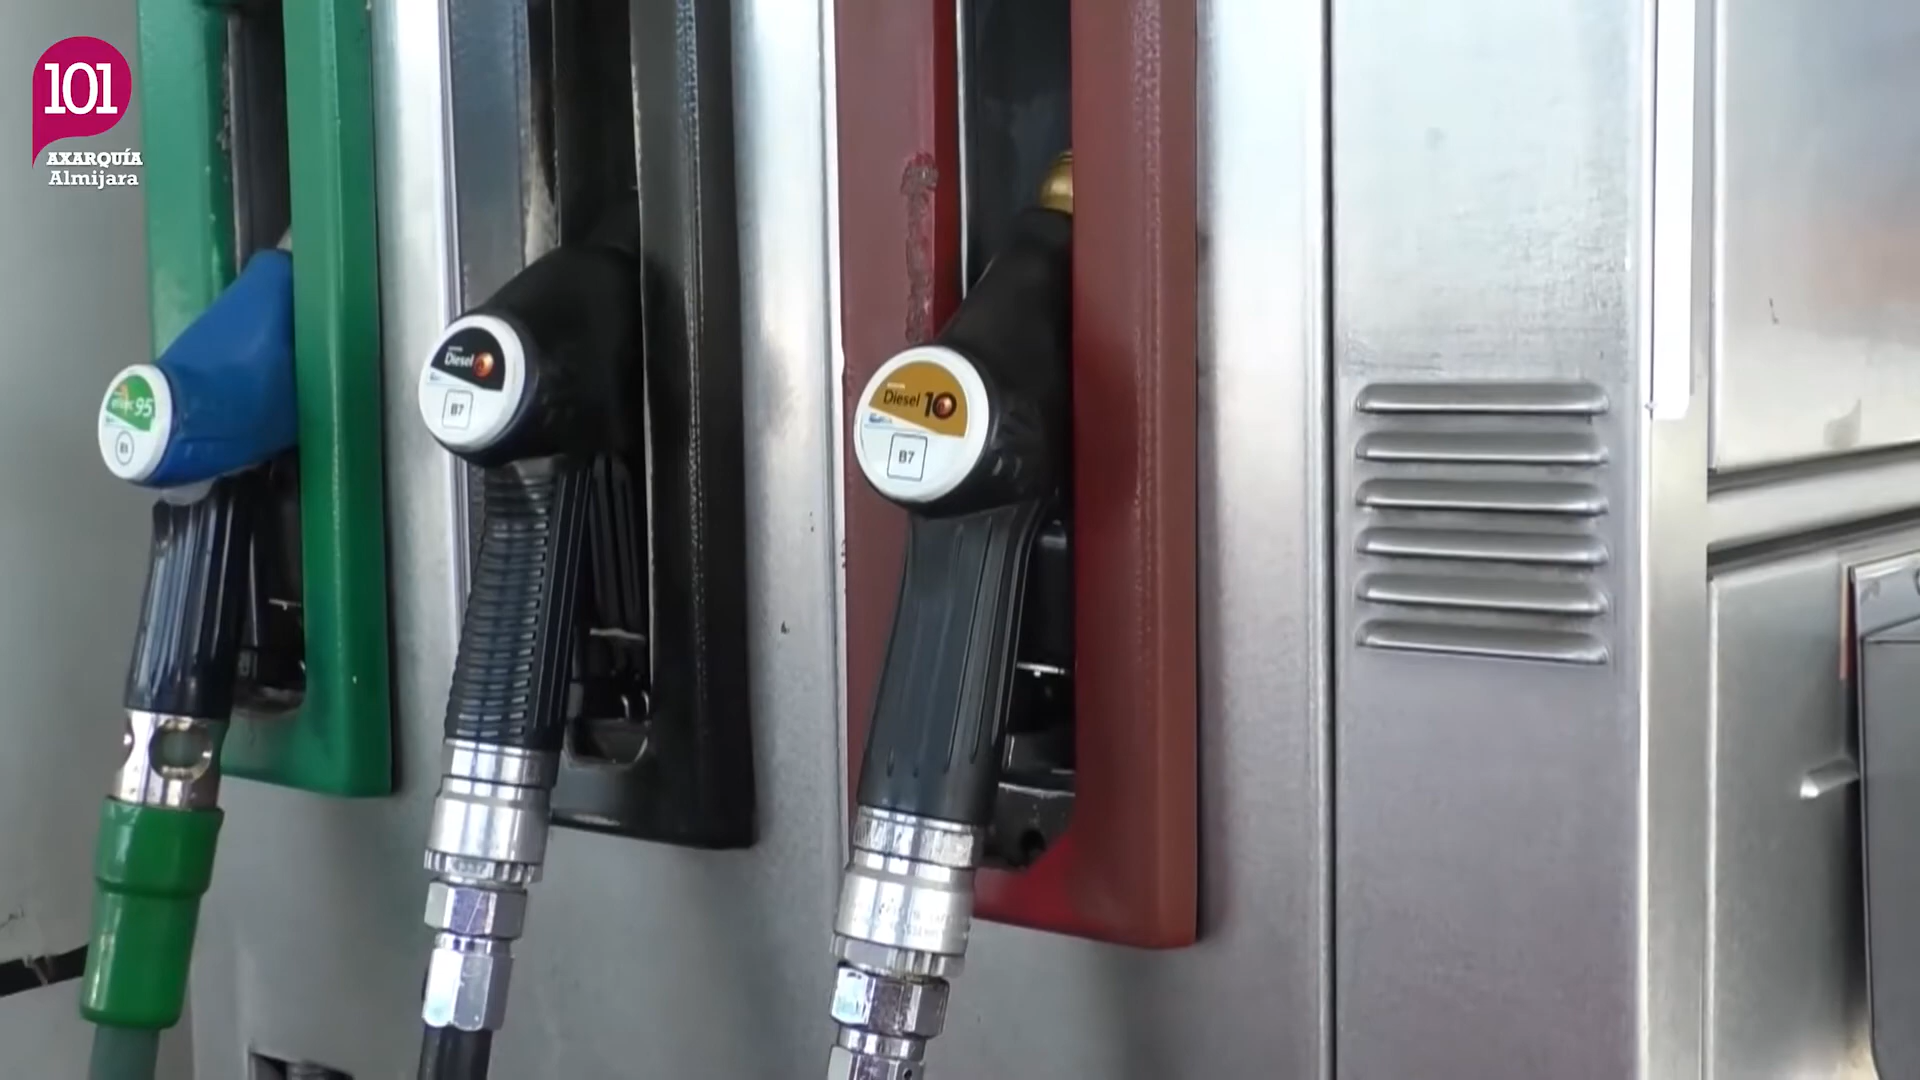 101
AXARQUÍA
Almijara
95
Diesel
B7
Diesel 10
B7